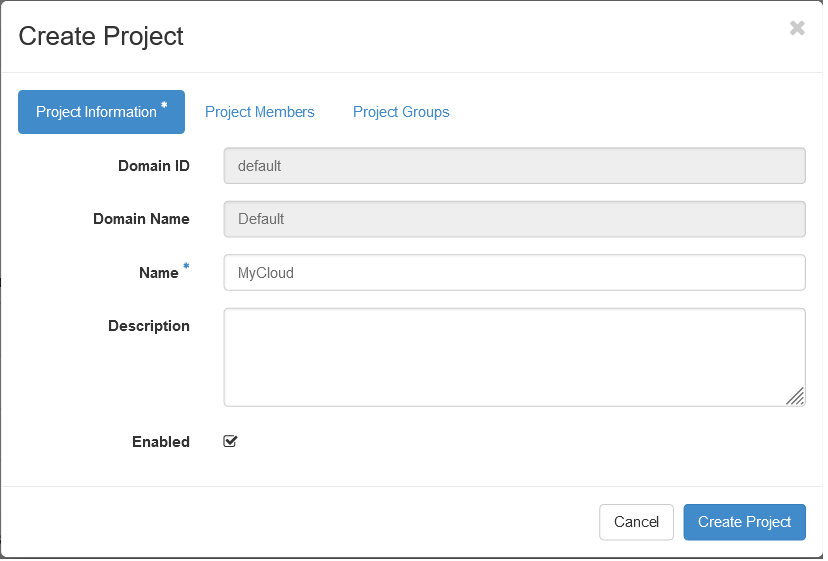 Create Project
Project Information * Project Members Project Groups
Domain ID default
Domain Name Default
Name * MyCloud
Description
Enabled
Cancel Create Project